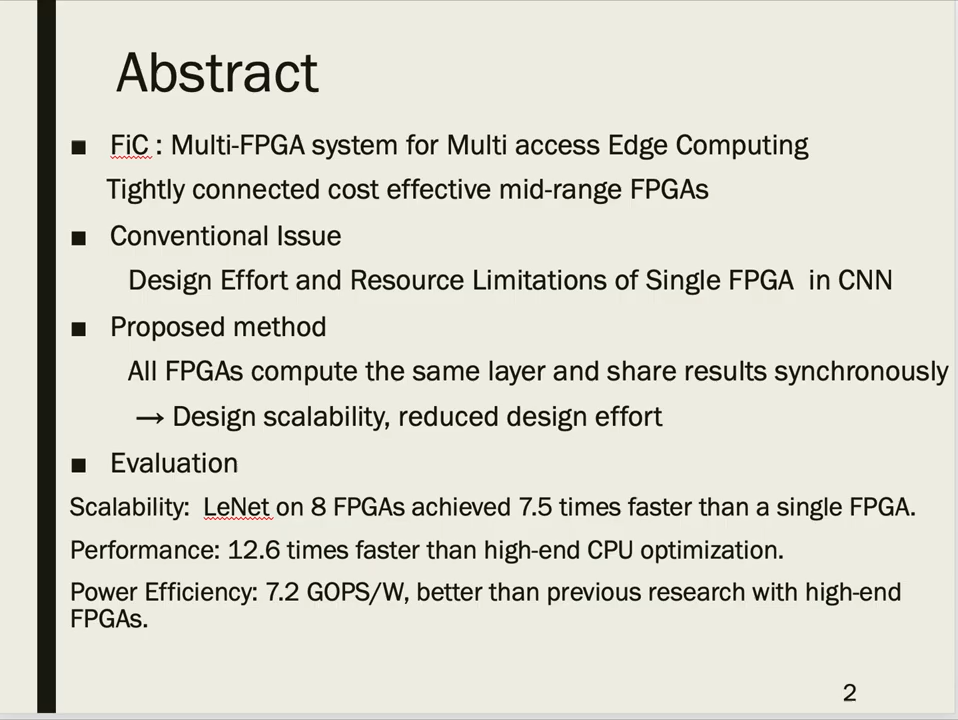 Abstract
■ FiC : Multi-FPGA system for Multi access Edge Computing
Tightly connected cost effective mid-range FPGAs
■ Conventional Issue
Design Effort and Resource Limitations of Single FPGA in CNN
■ Proposed method
All FPGAs compute the same layer and share results synchronously
→ Design scalability, reduced design effort
■ Evaluation
Scalability: LeNet on 8 FPGAs achieved 7.5 times faster than a single FPGA.
Performance: 12.6 times faster than high-end CPU optimization.
Power Efficiency: 7.2 GOPS/W, better than previous research with high-end
FPGAs.
2